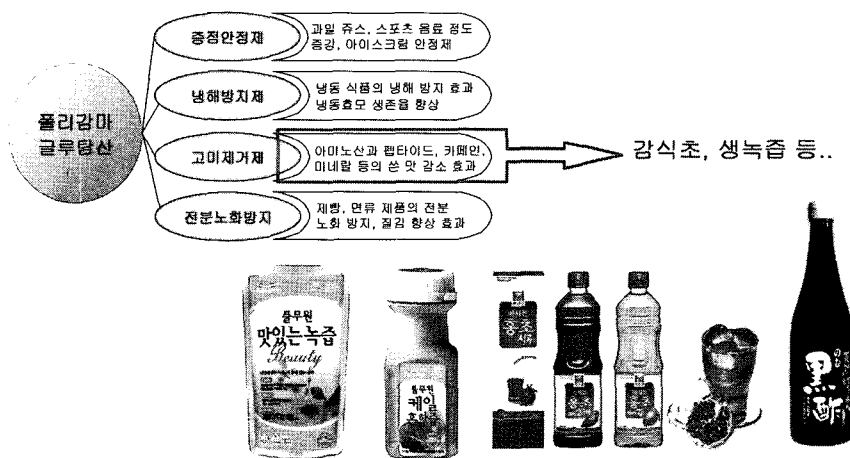 폴리감마
글루탐산
증점안정제
과일 쥬스, 스포츠 음료 점도
증강, 아이스크림 안정제
냉해방지제
냉동 식품의 냉해 방지 효과
냉동효모 생존율 향상
고미제거제
아미노산과 펩타이드, 카페인,
미네랄 등의 쓴 맛 감소 효과
전분노화방지
제빵, 면류 제품의 전분
노화 방지, 질감 향상 효과
감식초, 생녹즙 등..
풀무원
맛있는녹즙
Beauty
풀무원
케일
홍초
黒酢